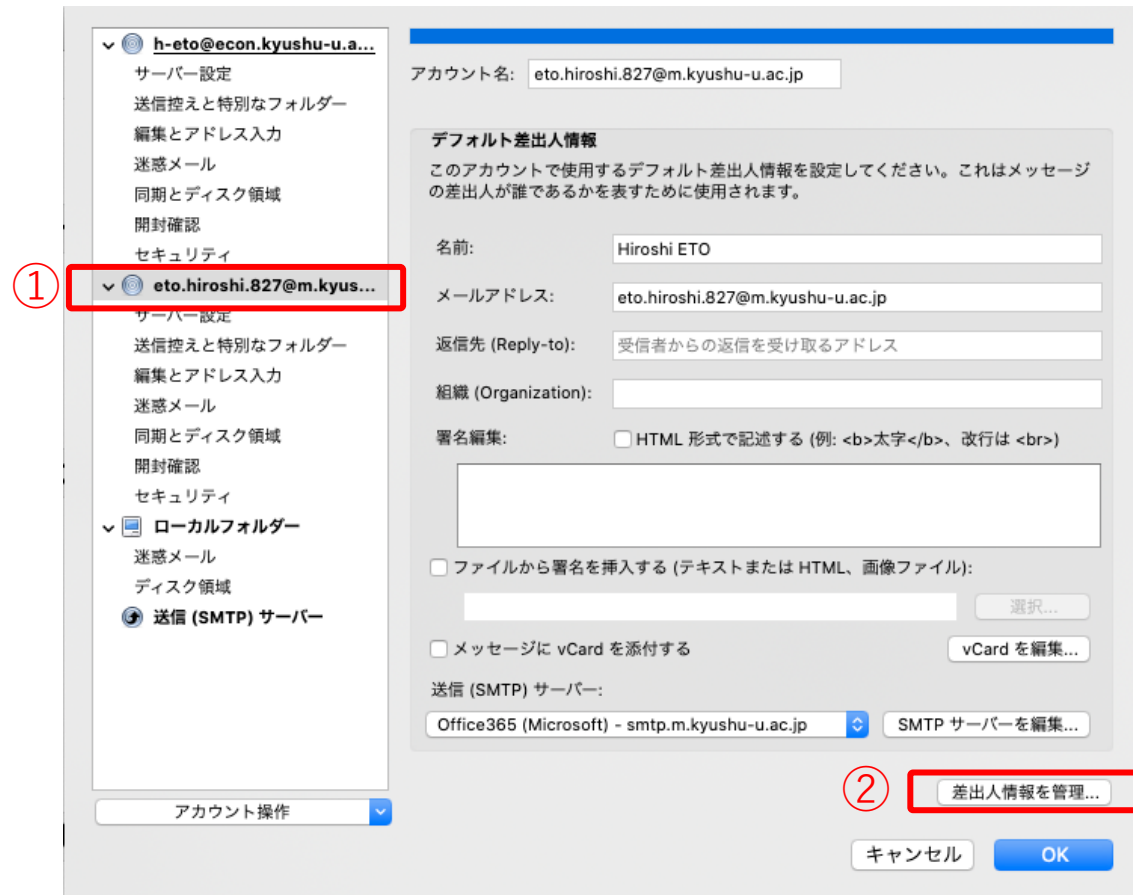 h-eto@econ.kyushu-u.a...
サーバー設定
送信控えと特別なフォルダー
編集とアドレス入力
迷惑メール
同期とディスク領域
開封確認
セキュリティ
①
eto.hiroshi.827@m.kyus...
サーバー設定
送信控えと特別なフォルダー
編集とアドレス入力
迷惑メール
同期とディスク領域
開封確認
セキュリティ
ローカルフォルダー
迷惑メール
ディスク領域
送信 (SMTP) サーバー
アカウント操作
アカウント名: eto.hiroshi.827@m.kyushu-u.ac.jp
デフォルト差出人情報
このアカウントで使用するデフォルト差出人情報を設定してください。これはメッセージ
の差出人が誰であるかを表すために使用されます。
名前: Hiroshi ETO
メールアドレス: eto.hiroshi.827@m.kyushu-u.ac.jp
返信先 (Reply-to): 受信者からの返信を受け取るアドレス
組織 (Organization):
署名編集: HTML 形式で記述する (例: <b>太字</b>、改行は <br>)
ファイルから署名を挿入する (テキストまたは HTML、画像ファイル):
選択...
メッセージに vCard を添付する vCard を編集...
送信 (SMTP) サーバー:
Office365 (Microsoft) - smtp.m.kyushu-u.ac.jp SMTP サーバーを編集...
② 差出人情報を管理...
キャンセル OK